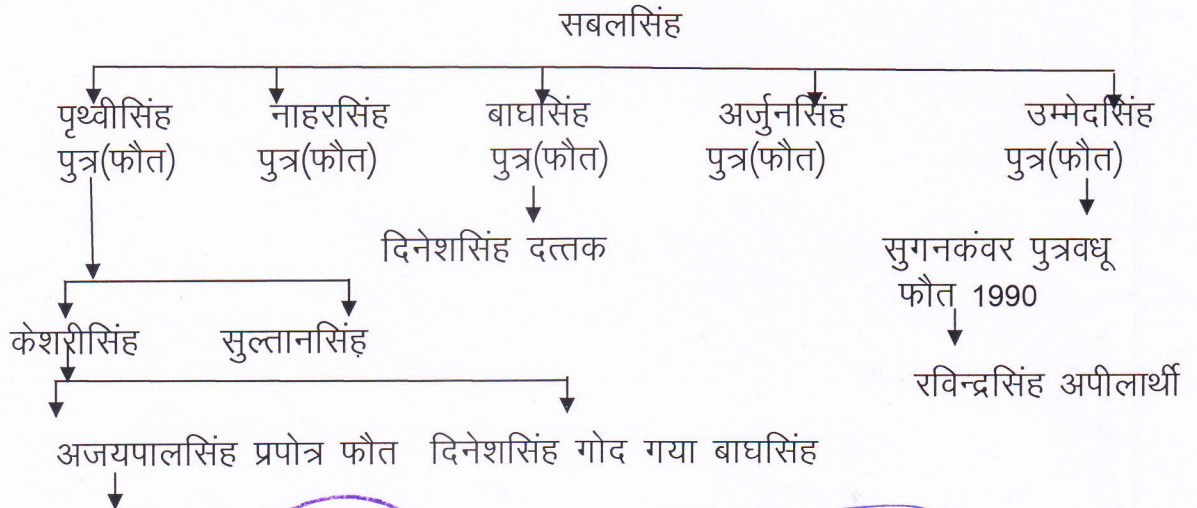 सबलसिंह
पृथ्वीसिंह नाहरसिंह बाघसिंह अर्जुनसिंह उम्मेदसिंह
पुत्र(फौत) पुत्र(फौत) पुत्र(फौत) पुत्र(फौत) पुत्र(फौत)
दिनेशसिंह दत्तक सुगनकंवर पुत्रवधू
फौत 1990
केशरीसिंह सुल्तानसिंह़
रविन्द्रसिंह अपीलार्थी
अजयपालसिंह प्रपोत्र फौत दिनेशसिंह गोद गया बाघसिंह